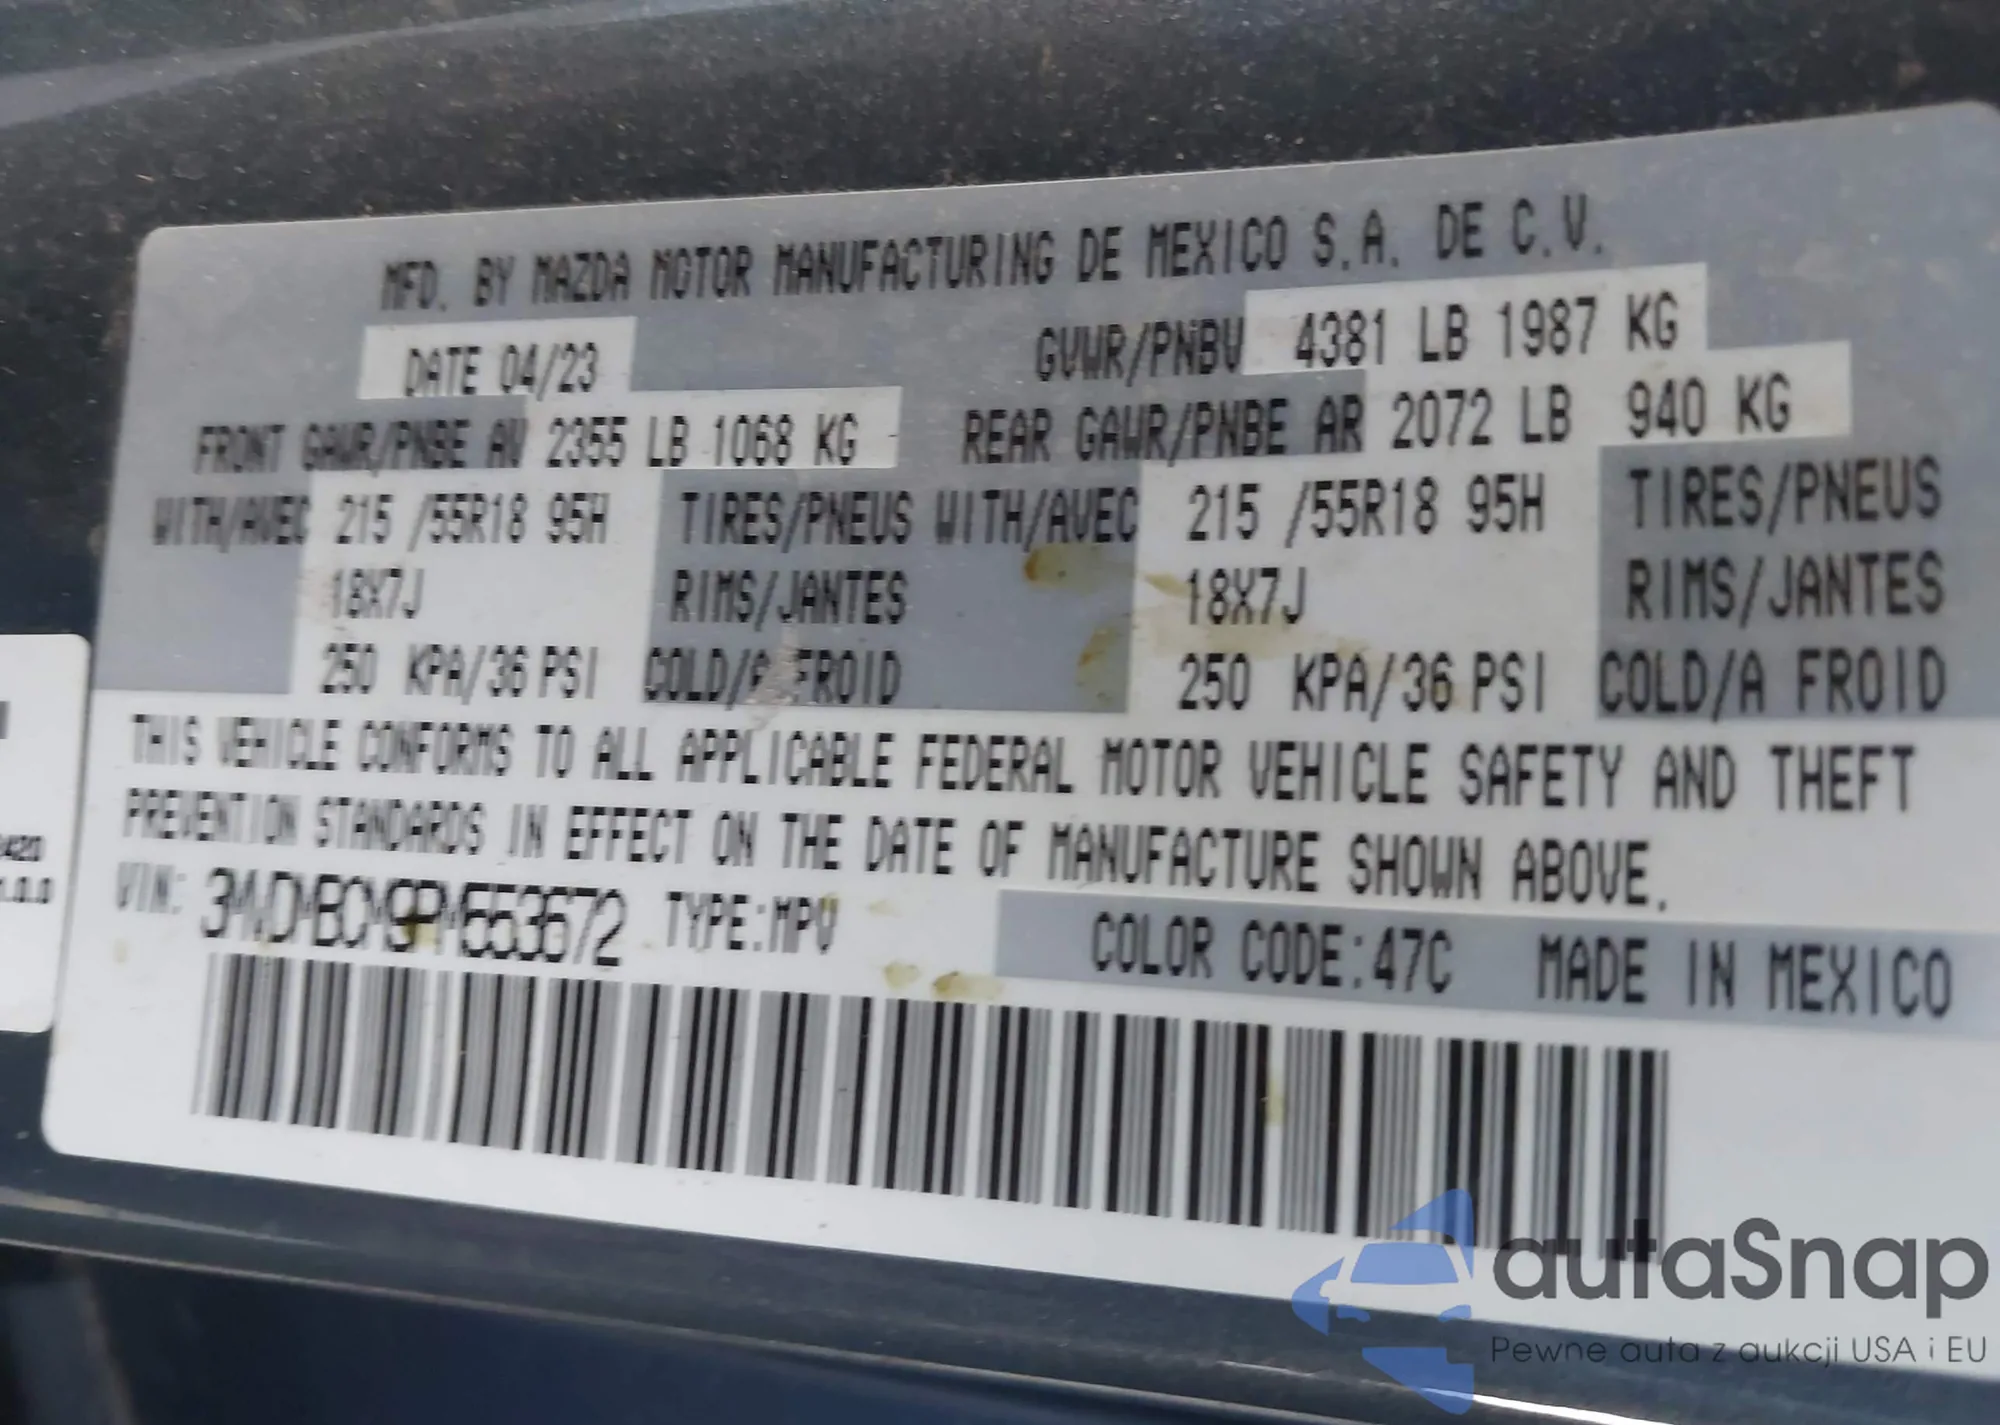 MFD. BY MAZDA MOTOR MANUFACTURING DE MEXICO S.A. DE C.V.
DATE 04/23 GVWR/PNBV 4381 LB 1987 KG
FRONT GAWR/PNBE AV 2355 LB 1068 KG REAR GAWR/PNBE AR 2072 LB 940 KG
WITH/AVEC 215 /55R18 95H TIRES/PNEUS WITH/AVEC 215 /55R18 95H TIRES/PNEUS
18X7J RIMS/JANTES 18X7J RIMS/JANTES
250 KPA/36 PSI COLD/A FROID 250 KPA/36 PSI COLD/A FROID
THIS VEHICLE CONFORMS TO ALL APPLICABLE FEDERAL MOTOR VEHICLE SAFETY AND THEFT
PREVENTION STANDARDS IN EFFECT ON THE DATE OF MANUFACTURE SHOWN ABOVE.
VIN: 3MVDMBCM9PM553672 TYPE:MPV COLOR CODE:47C MADE IN MEXICO
autaSnap
Pewne auta z aukcji USA i EU